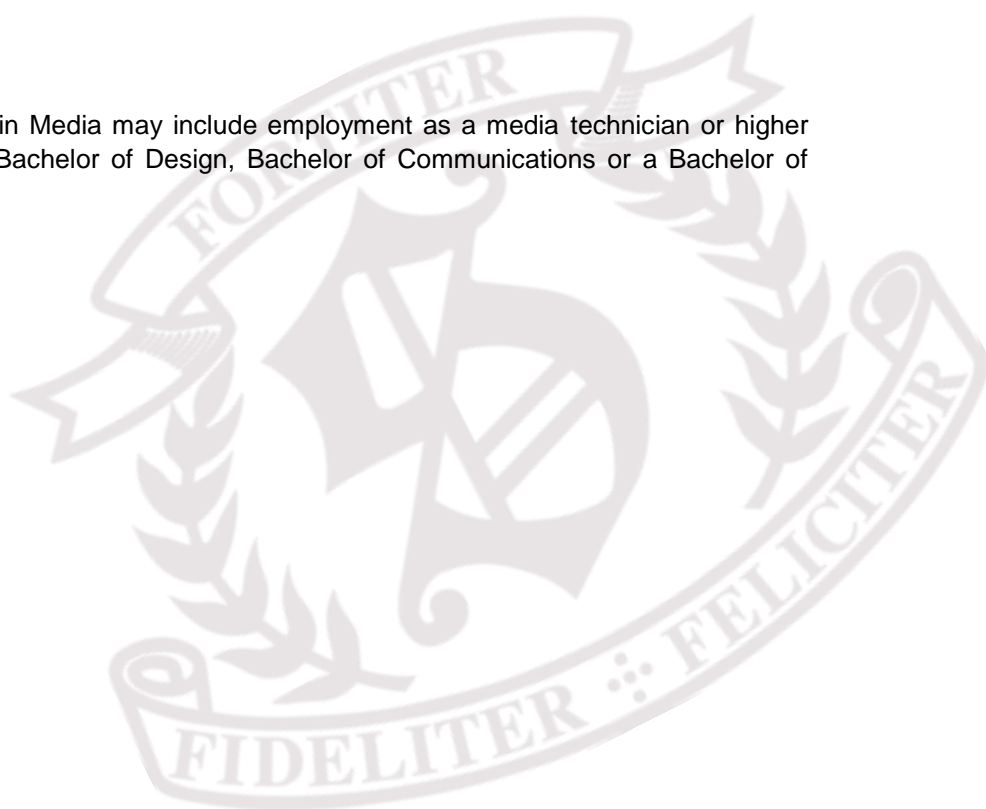 in Media may include employment as a media technician or higher
Bachelor of Design, Bachelor of Communications or a Bachelor of
FORTITER
FELICITER
FIDELITER